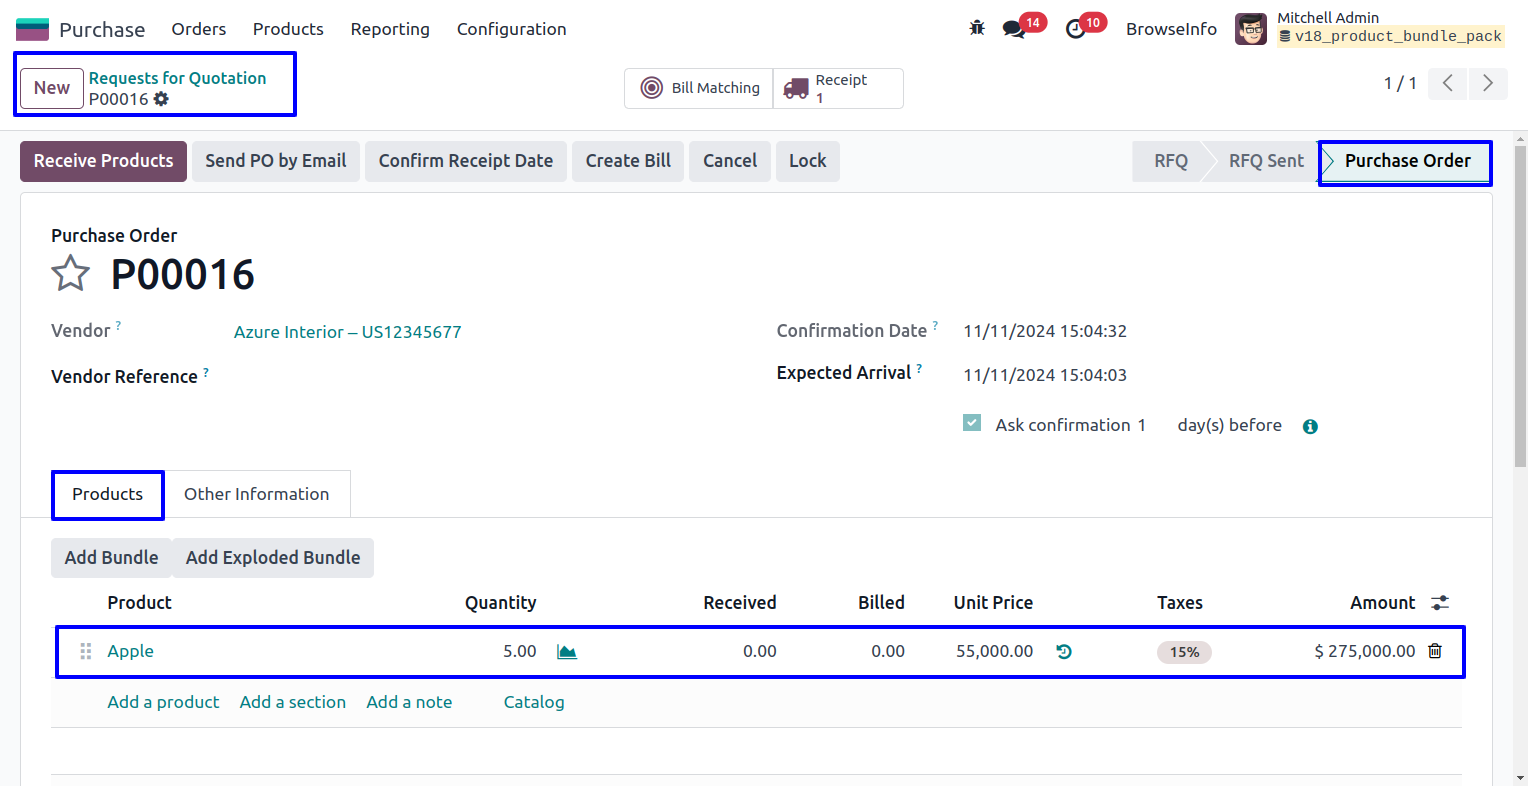 Purchase Orders Products Reporting Configuration 14 10 BrowseInfo Mitchell Admin
v18_product_bundle_pack
New Requests for Quotation
P00016
Bill Matching Receipt
1
1 / 1
Receive Products Send PO by Email Confirm Receipt Date Create Bill Cancel Lock RFQ RFQ Sent Purchase Order
Purchase Order
P00016
Vendor ? Azure Interior – US12345677 Confirmation Date ? 11/11/2024 15:04:32
Vendor Reference ? Expected Arrival ? 11/11/2024 15:04:03
Ask confirmation 1 day(s) before
Products Other Information
Add Bundle Add Exploded Bundle
Product Quantity Received Billed Unit Price Taxes Amount
Apple 5.00 0.00 0.00 55,000.00 15% $ 275,000.00
Add a product Add a section Add a note Catalog